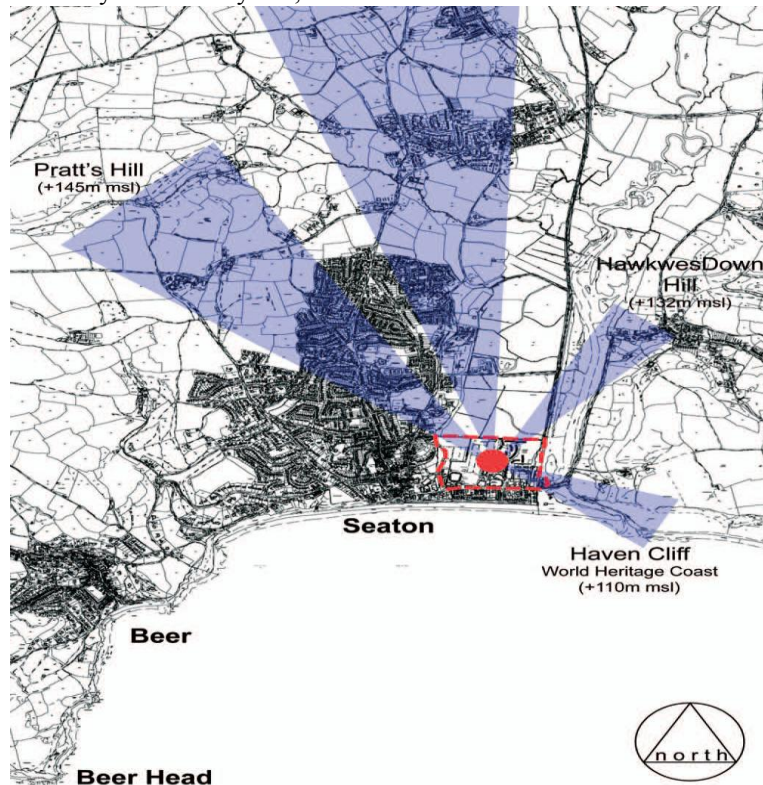 Pratt's Hill
(+145m msl)
HawkwesDown
Hill
(+132m msl)
Seaton
Haven Cliff
World Heritage Coast
(+110m msl)
Beer
north
Beer Head